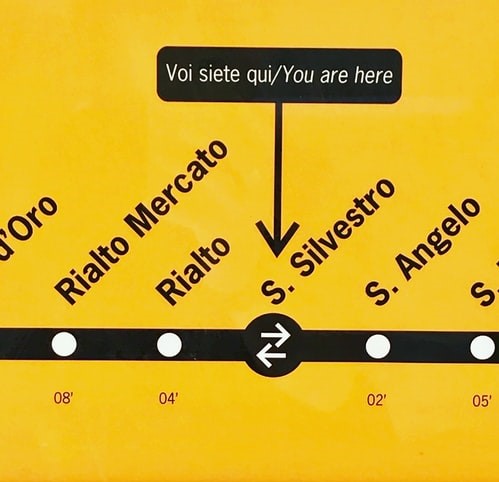 Voi siete qui/You are here
d'Oro
Rialto Mercato
Rialto
S. Silvestro
S. Angelo
S.
08'
04'
02'
05'